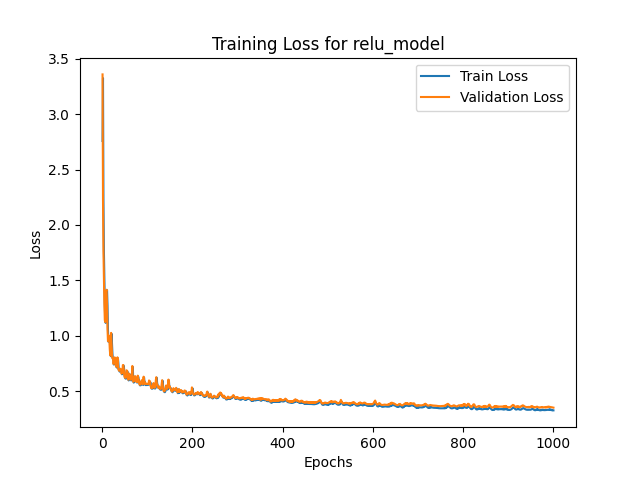 Training Loss for relu_model
Train Loss
Validation Loss
3.5
3.0
2.5
2.0
1.5
1.0
0.5
Loss
0
200
400
600
800
1000
Epochs